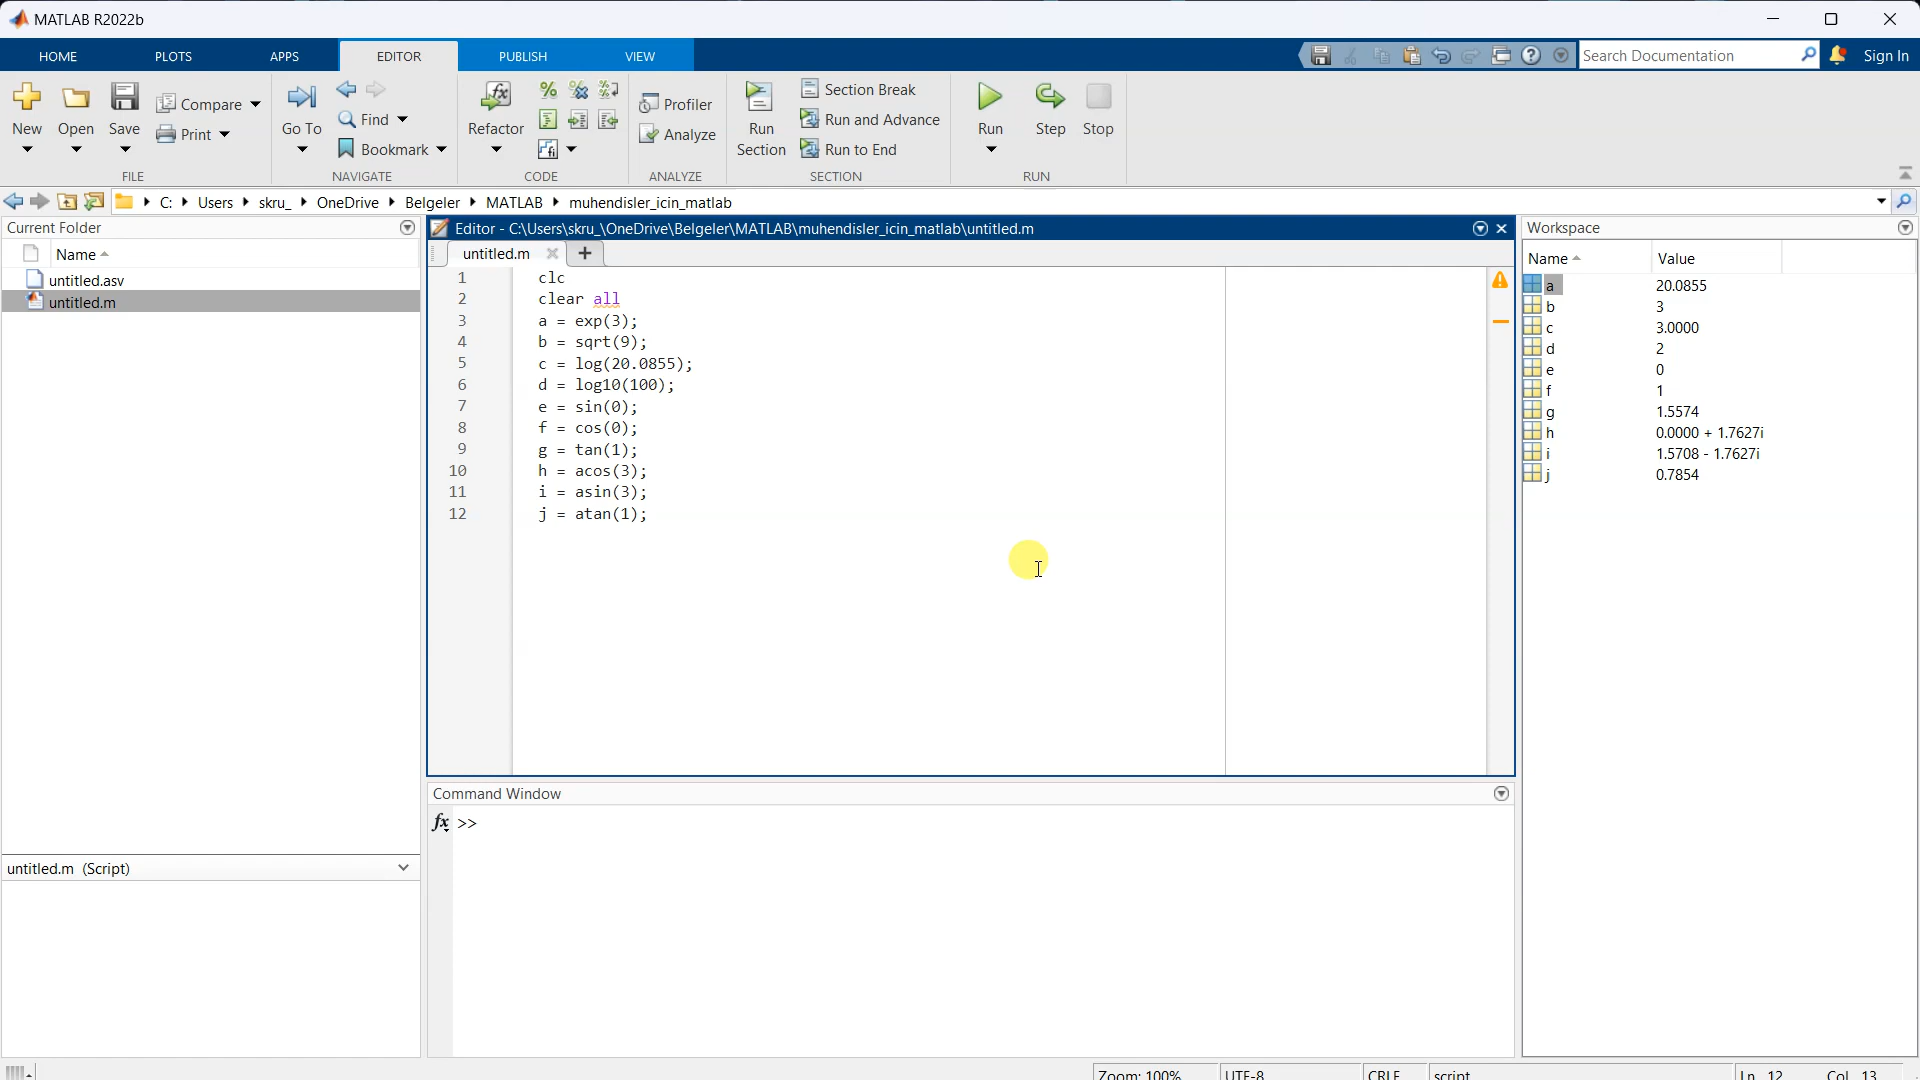 MATLAB R2022b
HOME PLOTS APPS EDITOR PUBLISH VIEW Search Documentation Sign In
New Open Save Compare Print
FILE
Go To Find Bookmark
NAVIGATE
Refactor
CODE
Profiler
Analyze
ANALYZE
Run Section
Section Break
Run and Advance
Run to End
SECTION
Run Step Stop
RUN
C: Users skru_ OneDrive Belgeler MATLAB muhendisler_icin_matlab
Current Folder
Name
untitled.asv
untitled.m
untitled.m (Script)
Editor - C:\Users\skru_\OneDrive\Belgeler\MATLAB\muhendisler_icin_matlab\untitled.m
untitled.m
1 clc
2 clear all
3 a = exp(3);
4 b = sqrt(9);
5 c = log(20.0855);
6 d = log10(100);
7 e = sin(0);
8 f = cos(0);
9 g = tan(1);
10 h = acos(3);
11 i = asin(3);
12 j = atan(1);
Command Window
fx >>
Workspace
Name Value
a 20.0855
b 3
c 3.0000
d 2
e 0
f 1
g 1.5574
h 0.0000 + 1.7627i
i 1.5708 - 1.7627i
j 0.7854
Zoom: 100% UTF-8 CRLF script Ln 12 Col 13